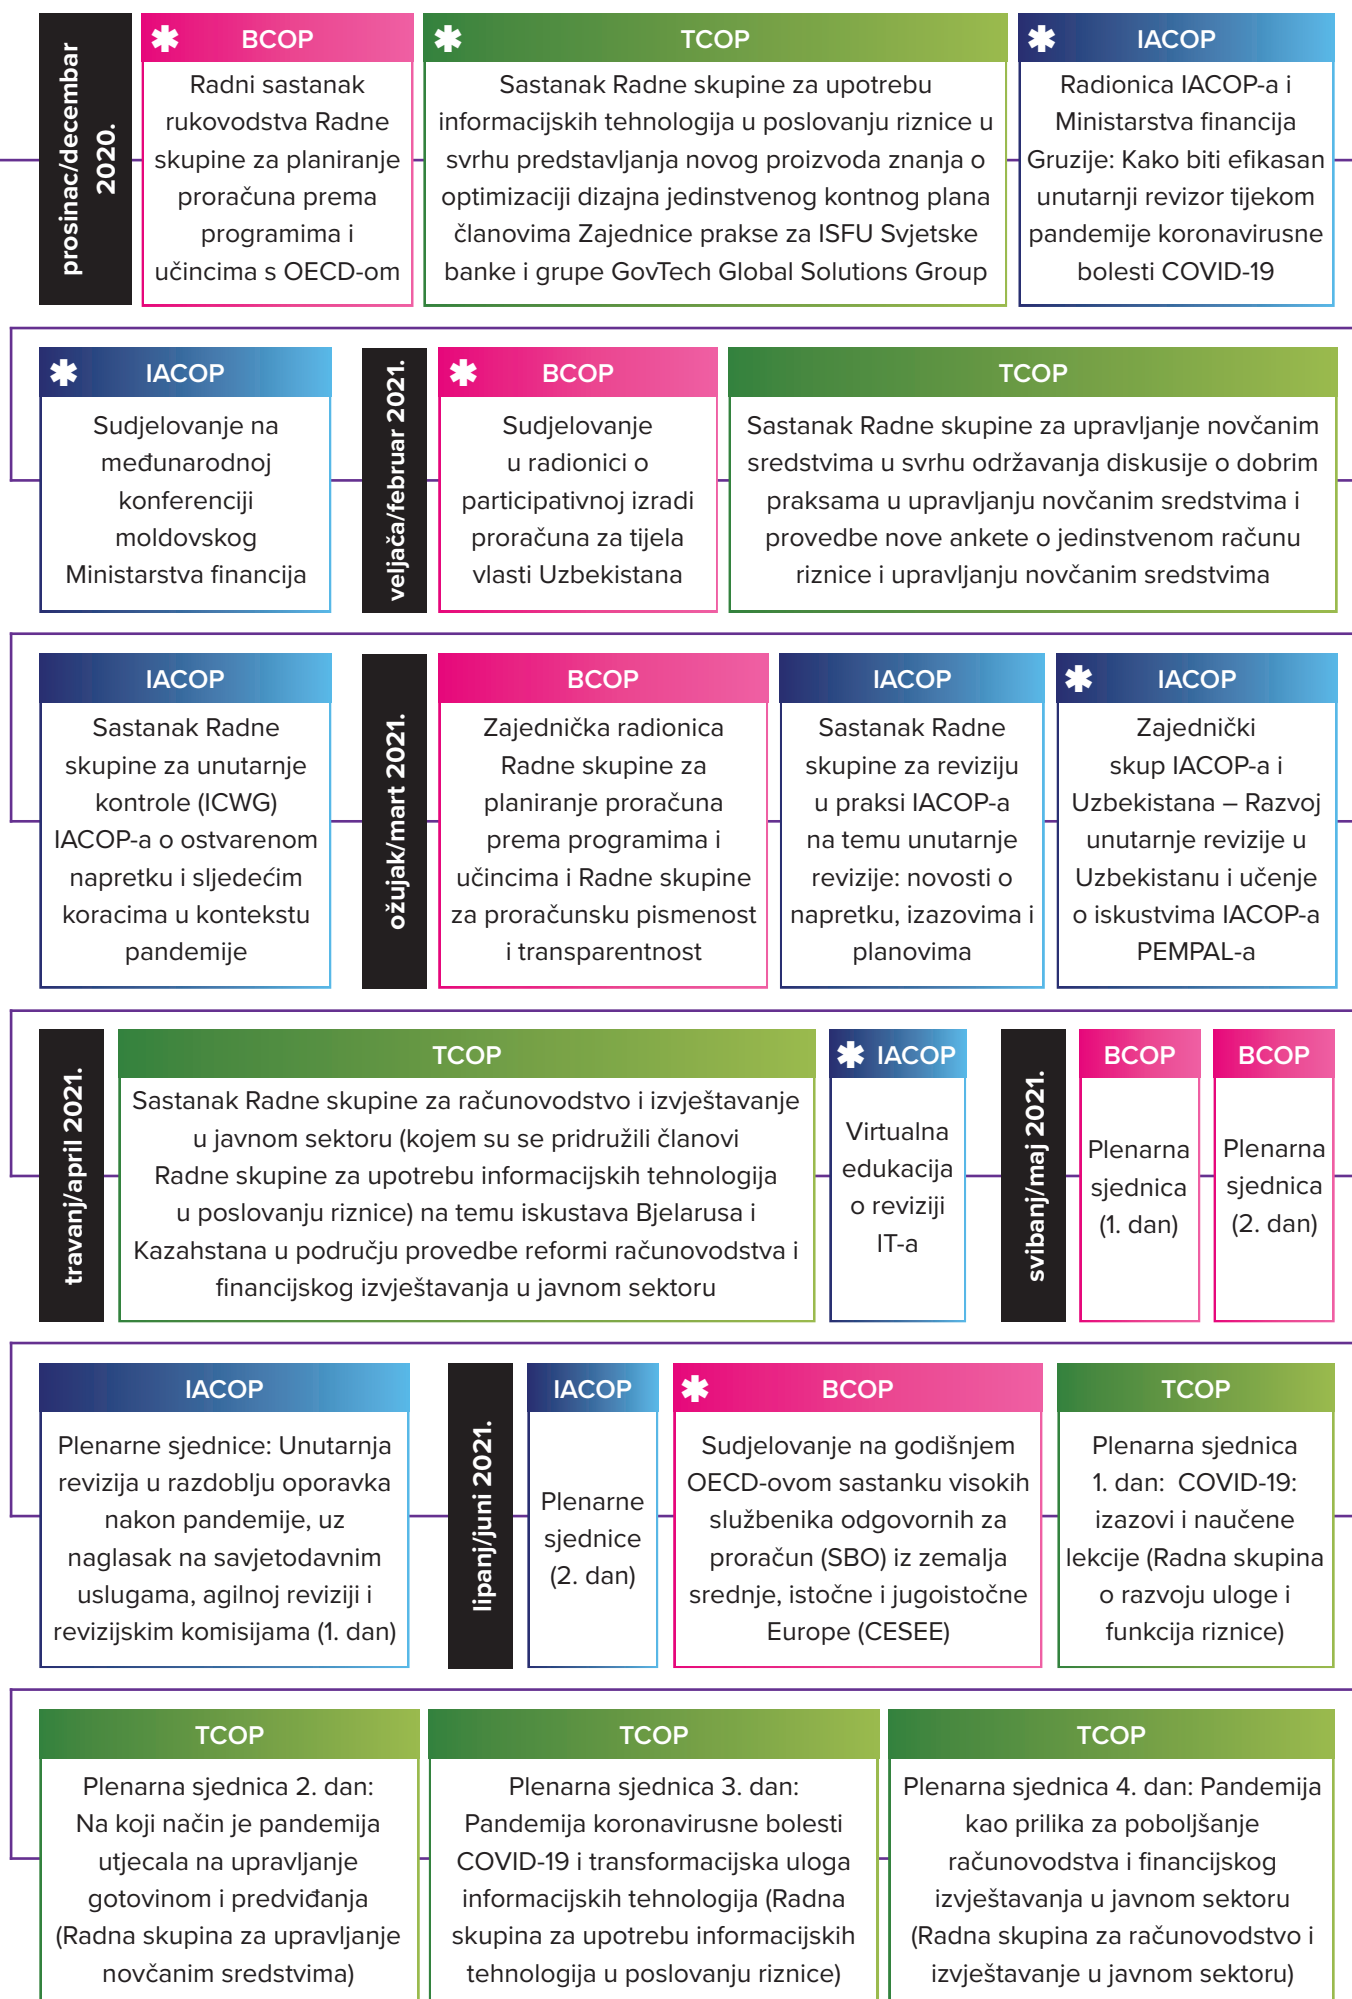 prosinac/decembar
2020.
✱ BCOP
Radni sastanak
rukovodstva Radne
skupine za planiranje
proračuna prema
programima i
učincima s OECD-om
✱ TCOP
Sastanak Radne skupine za upotrebu
informacijskih tehnologija u poslovanju riznice u
svrhu predstavljanja novog proizvoda znanja o
optimizaciji dizajna jedinstvenog kontnog plana
članovima Zajednice prakse za ISFU Svjetske
banke i grupe GovTech Global Solutions Group
✱ IACOP
Radionica IACOP-a i
Ministarstva financija
Gruzije: Kako biti efikasan
unutarnji revizor tijekom
pandemije koronavirusne
bolesti COVID-19
✱ IACOP
Sudjelovanje na
međunarodnoj
konferenciji
moldovskog
Ministarstva financija
veljača/februar 2021.
✱ BCOP
Sudjelovanje
u radionici o
participativnoj izradi
proračuna za tijela
vlasti Uzbekistana
TCOP
Sastanak Radne skupine za upravljanje novčanim
sredstvima u svrhu održavanja diskusije o dobrim
praksama u upravljanju novčanim sredstvima i
provedbe nove ankete o jedinstvenom računu
riznice i upravljanju novčanim sredstvima
IACOP
Sastanak Radne
skupine za unutarnje
kontrole (ICWG)
IACOP-a o ostvarenom
napretku i sljedećim
koracima u kontekstu
pandemije
ožujak/mart 2021.
BCOP
Zajednička radionica
Radne skupine za
planiranje proračuna
prema programima i
učincima i Radne skupine
za proračunsku pismenost
i transparentnost
IACOP
Sastanak Radne
skupine za reviziju
u praksi IACOP-a
na temu unutarnje
revizije: novosti o
napretku, izazovima i
planovima
✱ IACOP
Zajednički
skup IACOP-a i
Uzbekistana – Razvoj
unutarnje revizije u
Uzbekistanu i učenje
o iskustvima IACOP-a
PEMPAL-a
travanj/april 2021.
TCOP
Sastanak Radne skupine za računovodstvo i izvještavanje
u javnom sektoru (kojem su se pridružili članovi
Radne skupine za upotrebu informacijskih tehnologija
u poslovanju riznice) na temu iskustava Bjelarusa i
Kazahstana u području provedbe reformi računovodstva i
financijskog izvještavanja u javnom sektoru
✱ IACOP
Virtualna
edukacija
o reviziji
IT-a
svibanj/maj 2021.
BCOP
Plenarna
sjednica
(1. dan)
BCOP
Plenarna
sjednica
(2. dan)
IACOP
Plenarne sjednice: Unutarnja
revizija u razdoblju oporavka
nakon pandemije, uz
naglasak na savjetodavnim
uslugama, agilnoj reviziji i
revizijskim komisijama (1. dan)
lipanj/juni 2021.
IACOP
Plenarne
sjednice
(2. dan)
✱ BCOP
Sudjelovanje na godišnjem
OECD-ovom sastanku visokih
službenika odgovornih za
proračun (SBO) iz zemalja
srednje, istočne i jugoistočne
Europe (CESEE)
TCOP
Plenarna sjednica
1. dan: COVID-19:
izazovi i naučene
lekcije (Radna skupina
o razvoju uloge i
funkcija riznice)
TCOP
Plenarna sjednica 2. dan:
Na koji način je pandemija
utjecala na upravljanje
gotovinom i predviđanja
(Radna skupina za upravljanje
novčanim sredstvima)
TCOP
Plenarna sjednica 3. dan:
Pandemija koronavirusne bolesti
COVID-19 i transformacijska uloga
informacijskih tehnologija (Radna
skupina za upotrebu informacijskih
tehnologija u poslovanju riznice)
TCOP
Plenarna sjednica 4. dan: Pandemija
kao prilika za poboljšanje
računovodstva i financijskog
izvještavanja u javnom sektoru
(Radna skupina za računovodstvo i
izvještavanje u javnom sektoru)